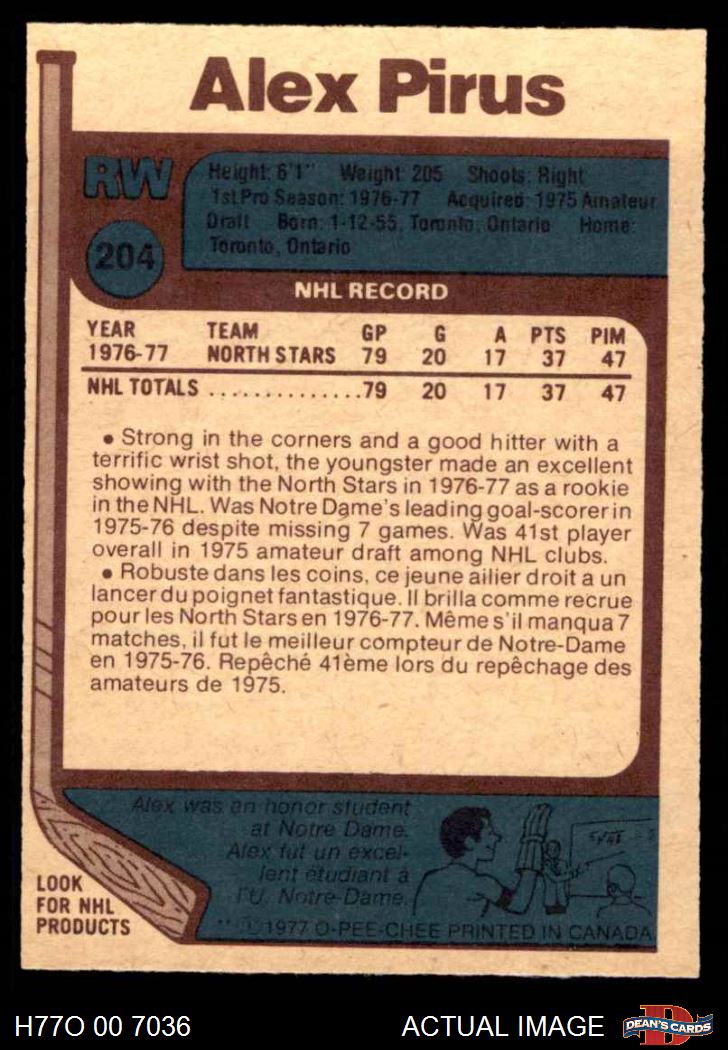 Alex Pirus
RW
204
Height: 6'1" Weight: 205 Shoots: Right
1st Pro Season: 1976-77 Acquired: 1975 Amateur
Draft Born: 1-12-55, Toronto, Ontario Home:
Toronto, Ontario
NHL RECORD
YEAR TEAM GP G A PTS PIM
1976-77 NORTH STARS 79 20 17 37 47
NHL TOTALS ..............79 20 17 37 47
• Strong in the corners and a good hitter with a
terrific wrist shot, the youngster made an excellent
showing with the North Stars in 1976-77 as a rookie
in the NHL. Was Notre Dame's leading goal-scorer in
1975-76 despite missing 7 games. Was 41st player
overall in 1975 amateur draft among NHL clubs.
• Robuste dans les coins, ce jeune ailier droit a un
lancer du poignet fantastique. Il brilla comme recrue
pour les North Stars en 1976-77. Même s'il manqua 7
matches, il fut le meilleur compteur de Notre-Dame
en 1975-76. Repêché 41ème lors du repêchage des
amateurs de 1975.
Alex was an honor student
at Notre Dame.
Alex fut un excel-
lent étudiant à
l'U. Notre-Dame.
** ©1977 O-PEE-CHEE PRINTED IN CANADA
LOOK
FOR NHL
PRODUCTS
H77O 00 7036 ACTUAL IMAGE
D
DEAN'S CARDS